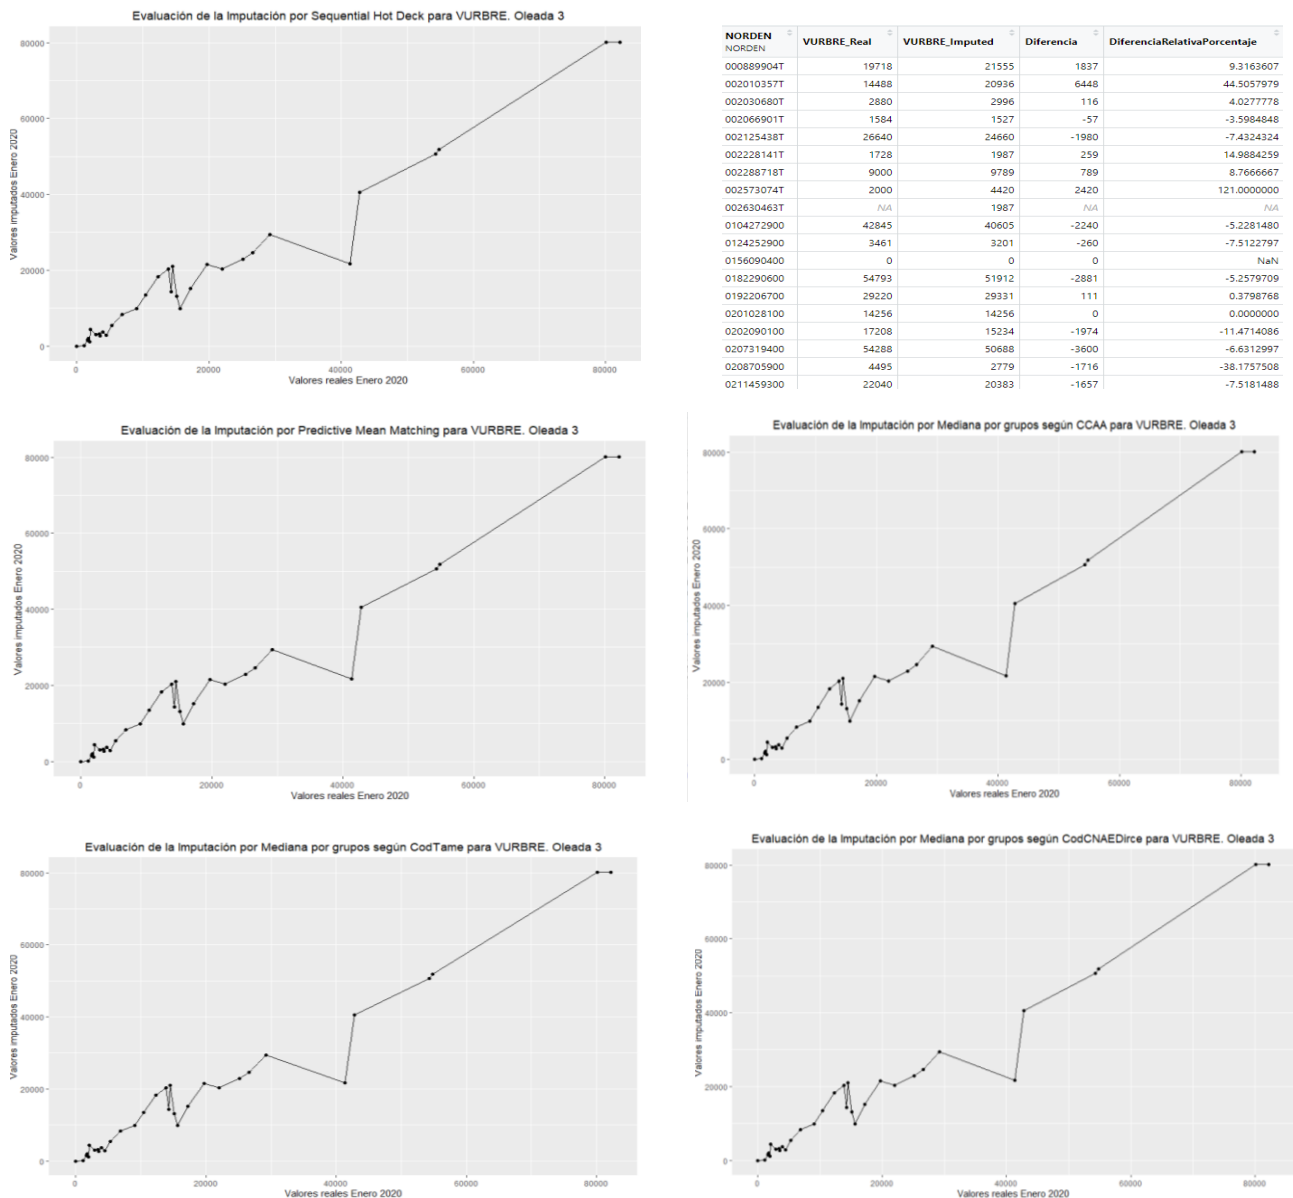 Evaluación de la Imputación por Sequential Hot Deck para VURBRE. Oleada 3
80000
60000
40000
20000
0
Valores imputados Enero 2020
0 20000 40000 60000 80000
Valores reales Enero 2020
NORDEN VURBRE_Real VURBRE_Imputed Diferencia DiferenciaRelativaPorcentaje
NORDEN
000889904T 19718 21555 1837 9.3163607
002010357T 14488 20936 6448 44.5057979
002030680T 2880 2996 116 4.0277778
002066901T 1584 1527 -57 -3.5984848
002125438T 26640 24660 -1980 -7.4324324
002228141T 1728 1987 259 14.9884259
002288718T 9000 9789 789 8.7666667
002573074T 2000 4420 2420 121.0000000
002630463T NA 1987 NA NA
0104272900 42845 40605 -2240 -5.2281480
0124252900 3461 3201 -260 -7.5122797
0156090400 0 0 0 NaN
0182290600 54793 51912 -2881 -5.2579709
0192206700 29220 29331 111 0.3798768
0201028100 14256 14256 0 0.0000000
0202090100 17208 15234 -1974 -11.4714086
0207319400 54288 50688 -3600 -6.6312997
0208705900 4495 2779 -1716 -38.1757508
0211459300 22040 20383 -1657 -7.5181488
Evaluación de la Imputación por Predictive Mean Matching para VURBRE. Oleada 3
80000
60000
40000
20000
0
Valores imputados Enero 2020
0 20000 40000 60000 80000
Valores reales Enero 2020
Evaluación de la Imputación por Mediana por grupos según CCAA para VURBRE. Oleada 3
80000
60000
40000
20000
0
Valores imputados Enero 2020
0 20000 40000 60000 80000
Valores reales Enero 2020
Evaluación de la Imputación por Mediana por grupos según CodTame para VURBRE. Oleada 3
80000
60000
40000
20000
0
Valores imputados Enero 2020
0 20000 40000 60000 80000
Valores reales Enero 2020
Evaluación de la Imputación por Mediana por grupos según CodCNAEDirce para VURBRE. Oleada 3
80000
60000
40000
20000
0
Valores imputados Enero 2020
0 20000 40000 60000 80000
Valores reales Enero 2020